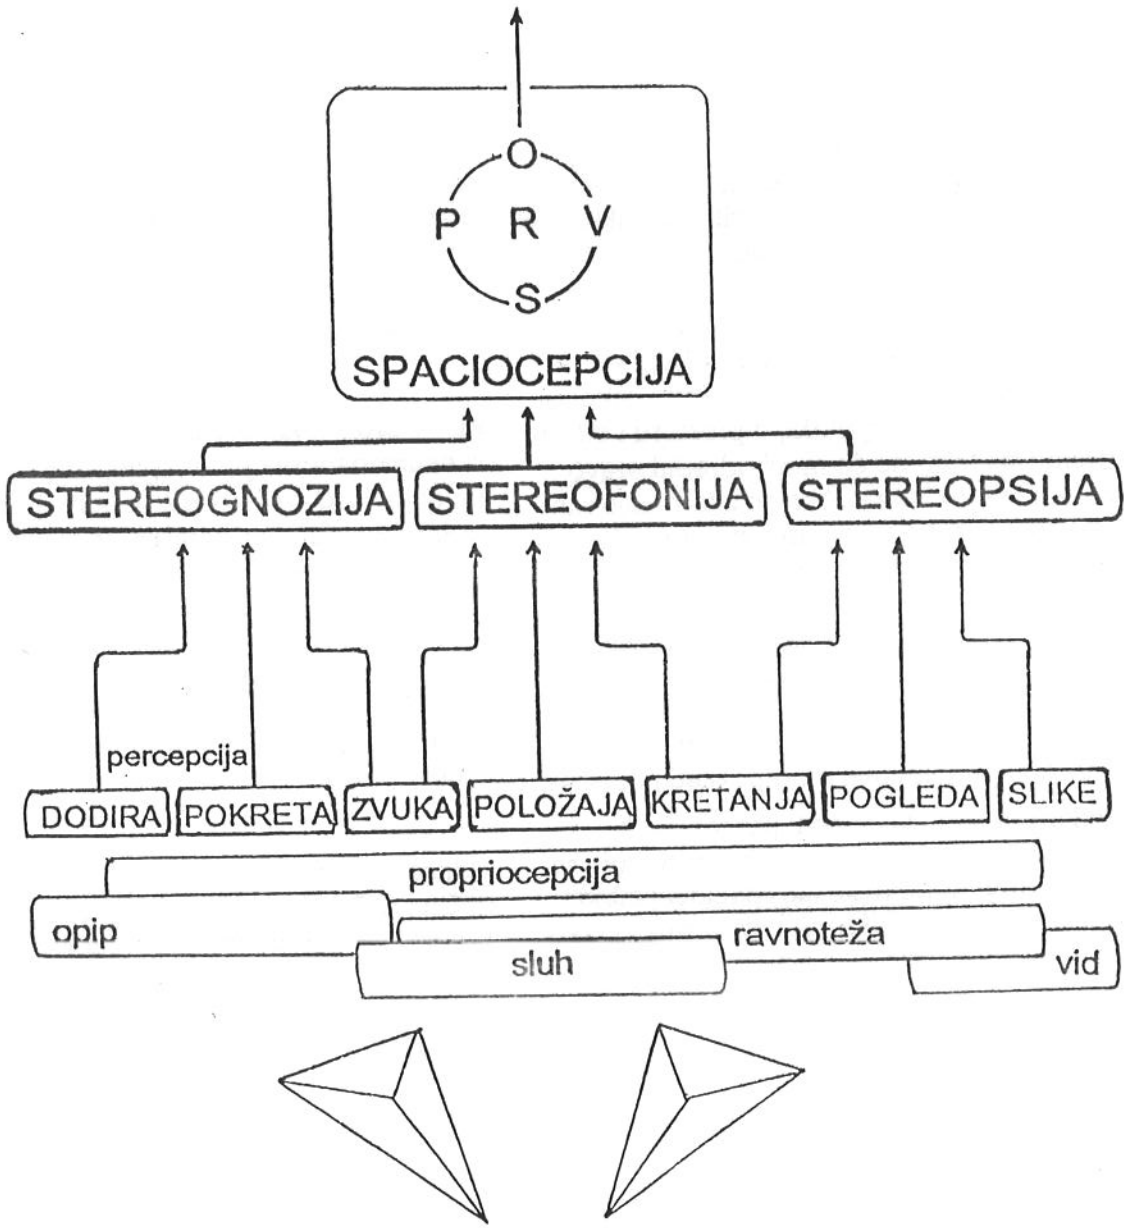 O
P R V
S
SPACIOCEPCIJA
STEREOGNOZIJA STEREOFONIJA STEREOPSIJA
percepcija
DODIRA POKRETA ZVUKA POLOŽAJA KRETANJA POGLEDA SLIKE
propriocepcija
opip ravnoteža
sluh vid